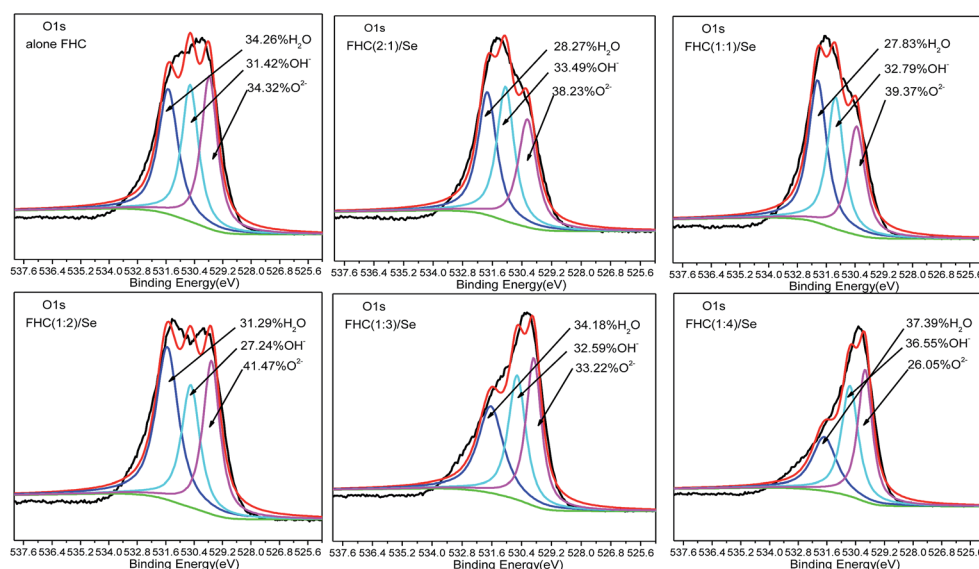 O1s
alone FHC
34.26%H2O
31.42%OH-
34.32%O2-
537.6 536.4 535.2 534.0 532.8 531.6 530.4 529.2 528.0 526.8 525.6
Binding Energy(eV)
O1s
FHC(2:1)/Se
28.27%H2O
33.49%OH-
38.23%O2-
537.6 536.4 535.2 534.0 532.8 531.6 530.4 529.2 528.0 526.8 525.6
Binding Energy(eV)
O1s
FHC(1:1)/Se
27.83%H2O
32.79%OH-
39.37%O2-
537.6 536.4 535.2 534.0 532.8 531.6 530.4 529.2 528.0 526.8 525.6
Binding Energy(eV)
O1s
FHC(1:2)/Se
31.29%H2O
27.24%OH-
41.47%O2-
537.6 536.4 535.2 534.0 532.8 531.6 530.4 529.2 528.0 526.8 525.6
Binding Energy(eV)
O1s
FHC(1:3)/Se
34.18%H2O
32.59%OH-
33.22%O2-
537.6 536.4 535.2 534.0 532.8 531.6 530.4 529.2 528.0 526.8 525.6
Binding Energy(eV)
O1s
FHC(1:4)/Se
37.39%H2O
36.55%OH-
26.05%O2-
537.6 536.4 535.2 534.0 532.8 531.6 530.4 529.2 528.0 526.8 525.6
Binding Energy(eV)